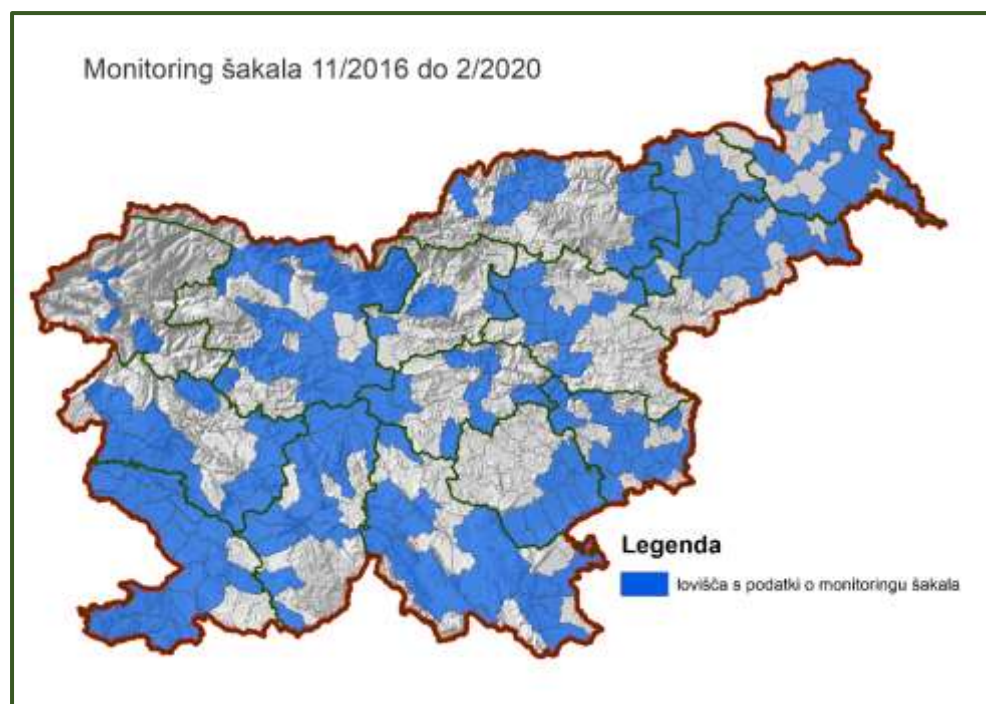 Monitoring šakala 11/2016 do 2/2020
Legenda
lovišča s podatki o monitoringu šakala